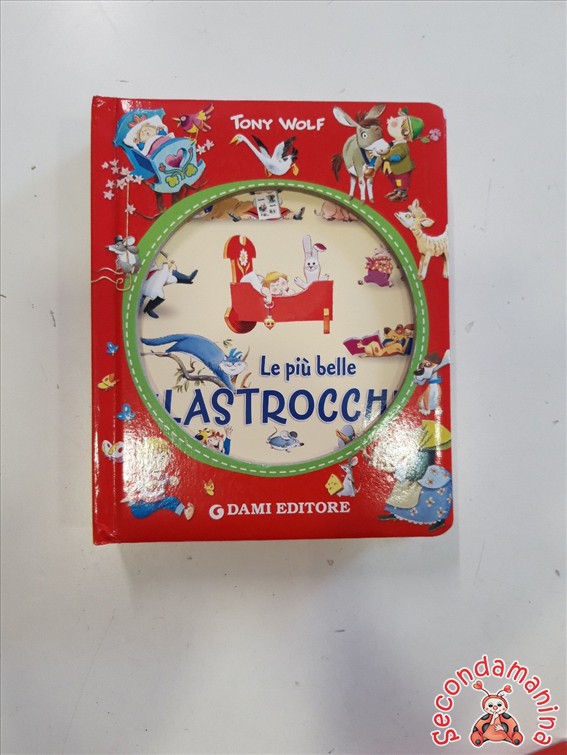 TONY WOLF
Le più belle
LASTROCCH
G DAMI EDITORE
Secondamanina